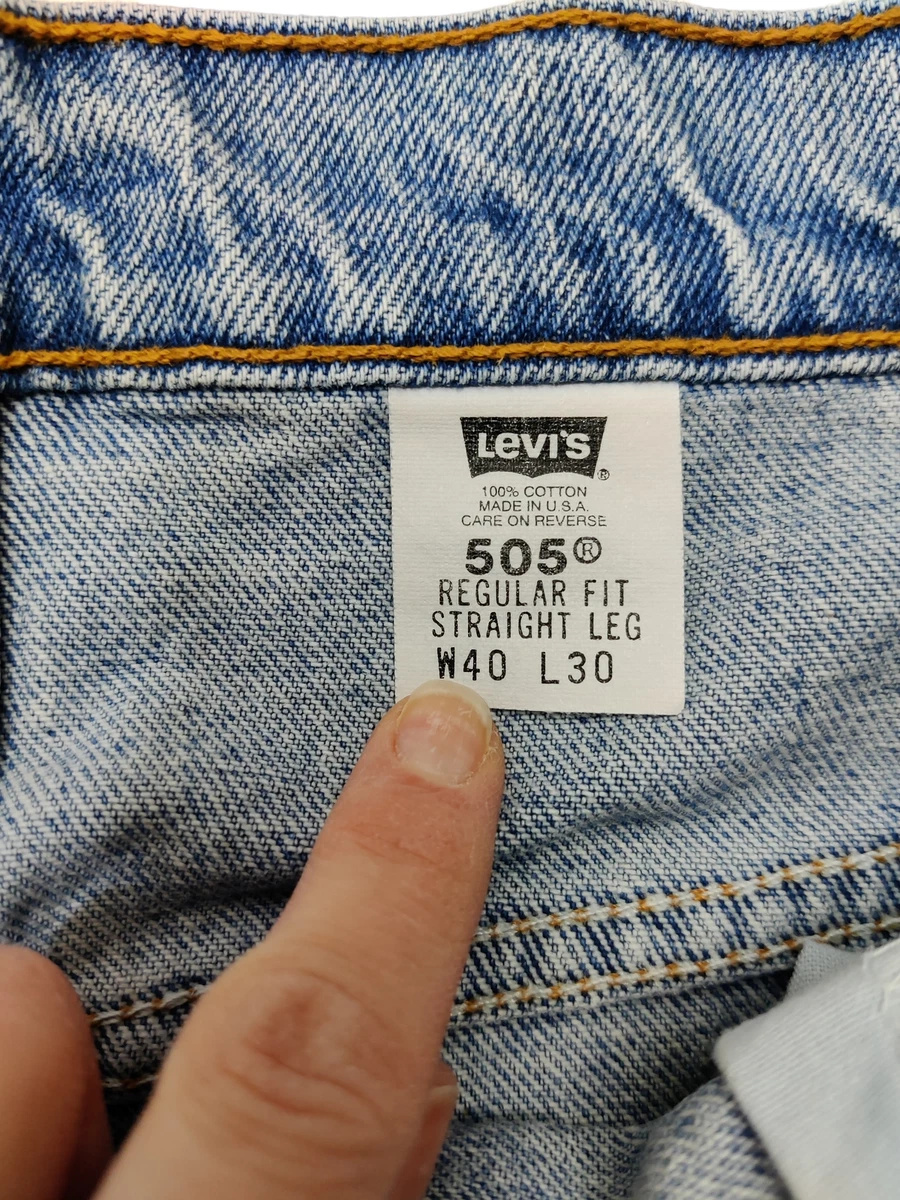 LEVI'S®
100% COTTON
MADE IN U.S.A.
CARE ON REVERSE
505®
REGULAR FIT
STRAIGHT LEG
W40 L30